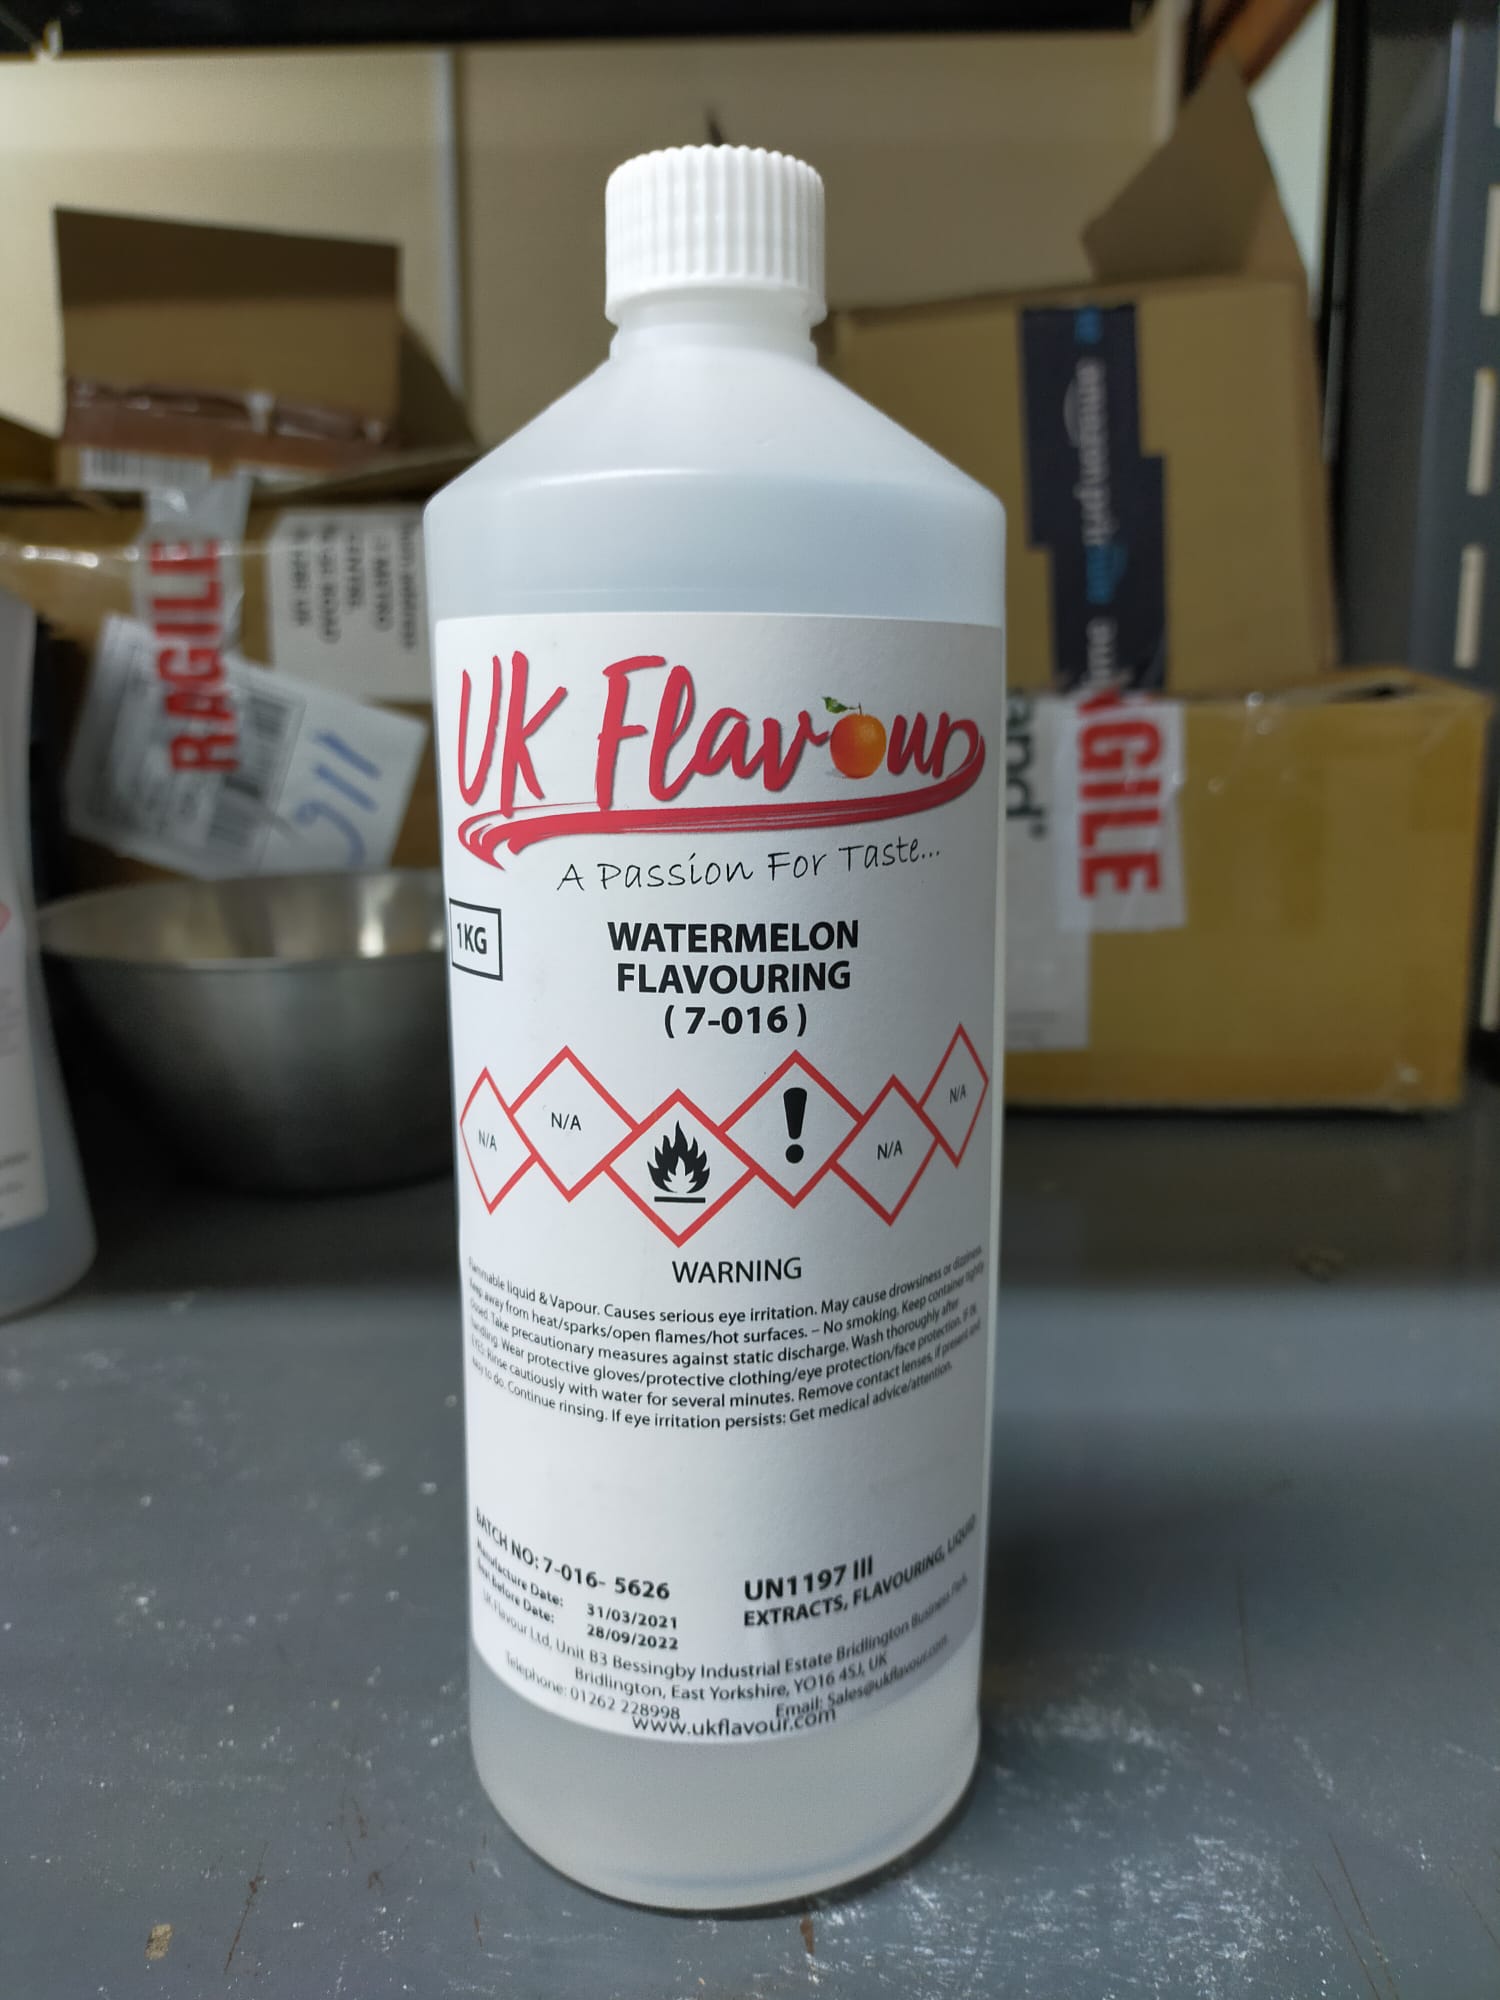 UK Flavour
A Passion For Taste...
1KG
WATERMELON
FLAVOURING
( 7-016 )
N/A
N/A
N/A
N/A
WARNING
Flammable liquid & Vapour. Causes serious eye irritation. May cause drowsiness or dizziness.
Keep away from heat/sparks/open flames/hot surfaces. – No smoking. Keep container tightly
closed. Take precautionary measures against static discharge. Wash thoroughly after
handling. Wear protective gloves/protective clothing/eye protection/face protection. IF IN
EYES: Rinse cautiously with water for several minutes. Remove contact lenses, if present and
easy to do. Continue rinsing. If eye irritation persists: Get medical advice/attention.
BATCH NO: 7-016- 5626
Manufacture Date: 31/03/2021
Best Before Date: 28/09/2022
UN1197 III
EXTRACTS, FLAVOURING, LIQUID
UK Flavour Ltd, Unit B3 Bessingby Industrial Estate Bridlington Business Park,
Bridlington, East Yorkshire, YO16 4SJ, UK
Telephone: 01262 228998
Email: Sales@ukflavour.com
www.ukflavour.com
RAGILE
AGILE
and
amazonprime